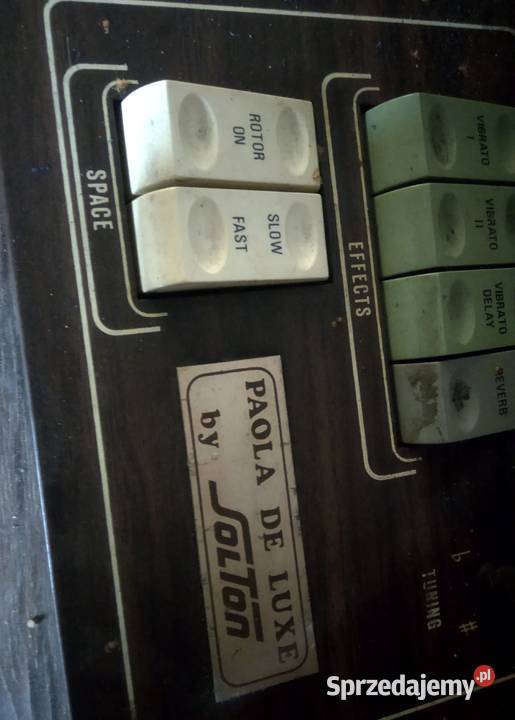 SPACE
ROTOR
ON
SLOW
FAST
EFFECTS
VIBRATO
I
VIBRATO
II
VIBRATO
DELAY
REVERB
PAOLA DE LUXE
by SOLTON
TUNING
b #
Sprzedajemy.pl